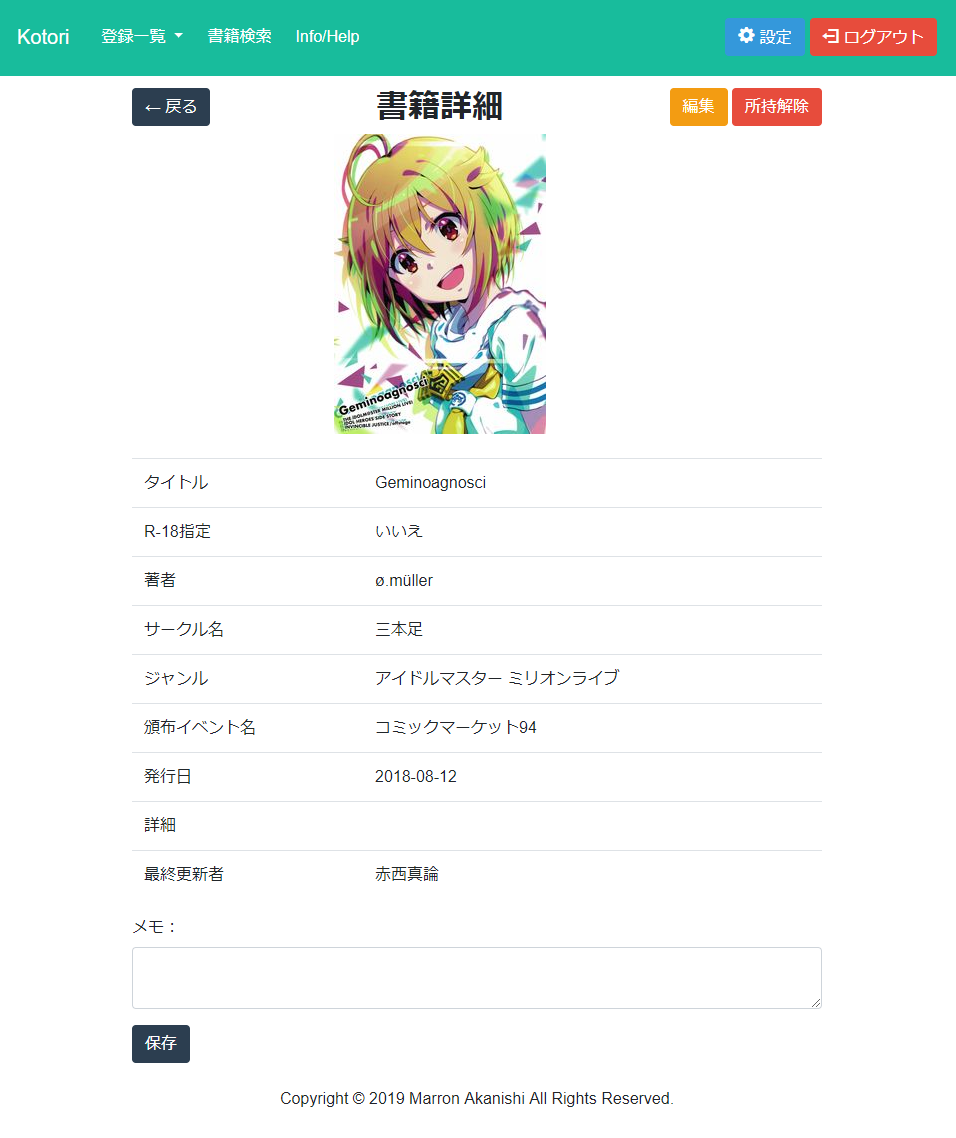 Kotori 登録一覧 書籍検索 Info/Help 設定 ログアウト
← 戻る 書籍詳細 編集 所持解除
Geminoagnosci
THE IDOLM@STER MILLION LIVE!
IDOL HEROES SIDE STORY
INVINCIBLE JUSTICE
タイトル Geminoagnosci
R-18指定 いいえ
著者 ø.müller
サークル名 三本足
ジャンル アイドルマスター ミリオンライブ
頒布イベント名 コミックマーケット94
発行日 2018-08-12
詳細
最終更新者 赤西真論
メモ：
保存
Copyright © 2019 Marron Akanishi All Rights Reserved.